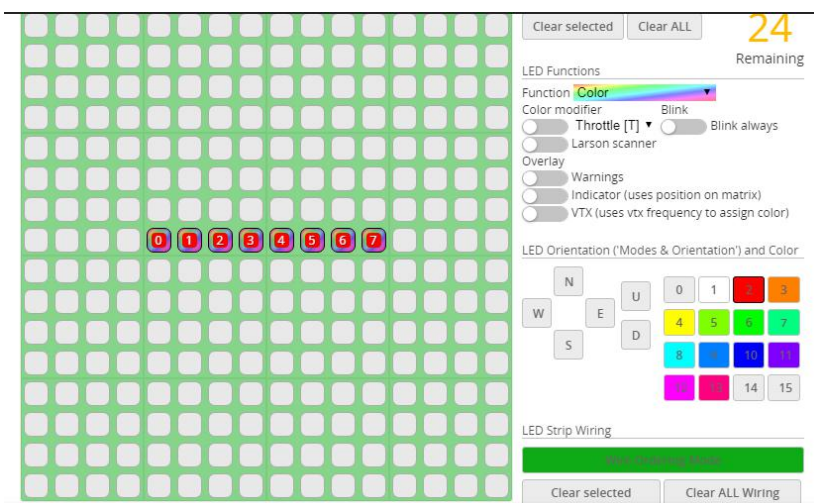 Clear selected Clear ALL 24
Remaining
LED Functions
Function Color
Color modifier Blink
Throttle [T] Blink always
Larson scanner
Overlay
Warnings
Indicator (uses position on matrix)
VTX (uses vtx frequency to assign color)
0 1 2 3 4 5 6 7
LED Orientation ('Modes & Orientation') and Color
N
W E
S
U
D
0 1 2 3
4 5 6 7
8 9 10 11
12 13 14 15
LED Strip Wiring
Wire Ordering Mode
Clear selected Clear ALL Wiring